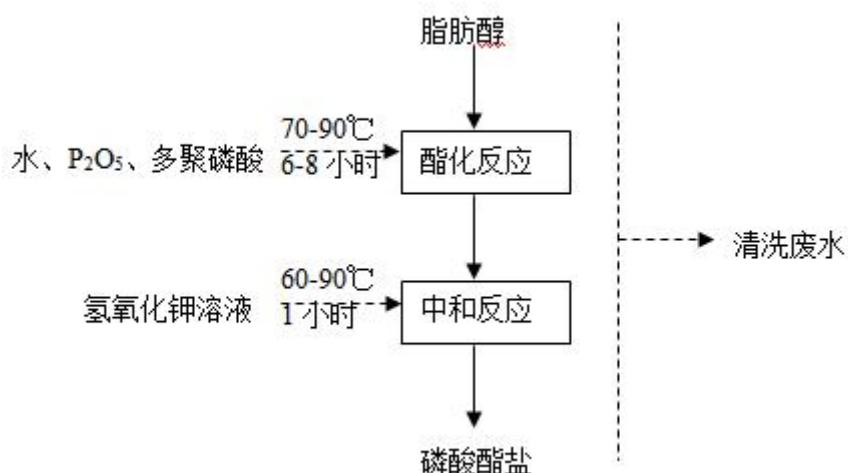 脂肪醇
水、P₂O₅、多聚磷酸
70-90℃
6-8 小时
酯化反应
清洗废水
氢氧化钾溶液
60-90℃
1 小时
中和反应
磷酸酯盐